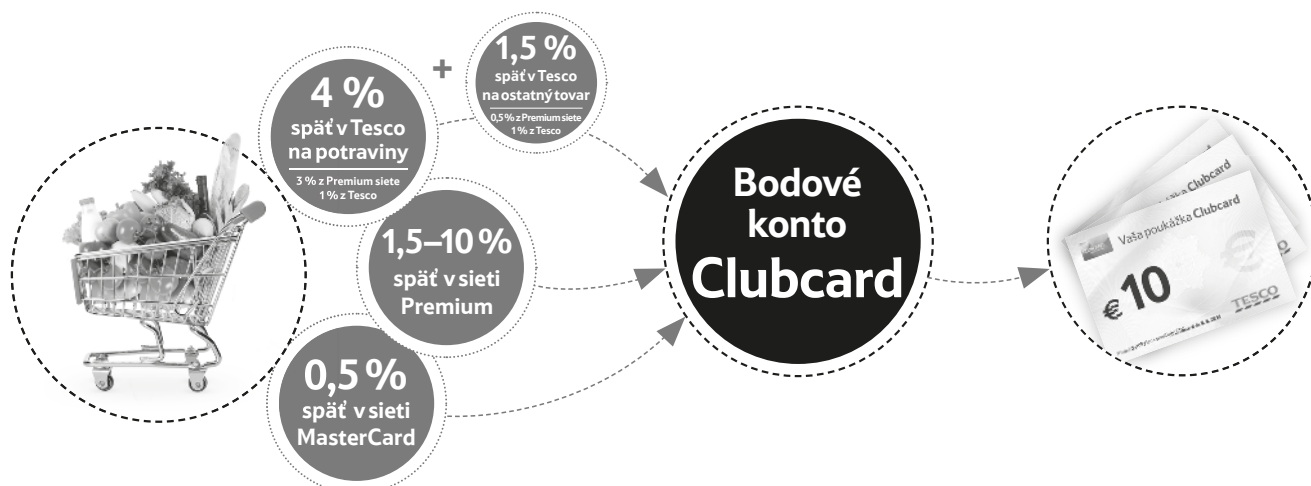 4 %
späť v Tesco
na potraviny
3 % z Premium siete
1 % z Tesco
+
1,5 %
späť v Tesco
na ostatný tovar
0,5 % z Premium siete
1 % z Tesco
1,5–10 %
späť v sieti
Premium
0,5 %
späť v sieti
MasterCard
Bodové
konto
Clubcard
Clubcard
Vaša poukážka Clubcard
€10
€
TESCO